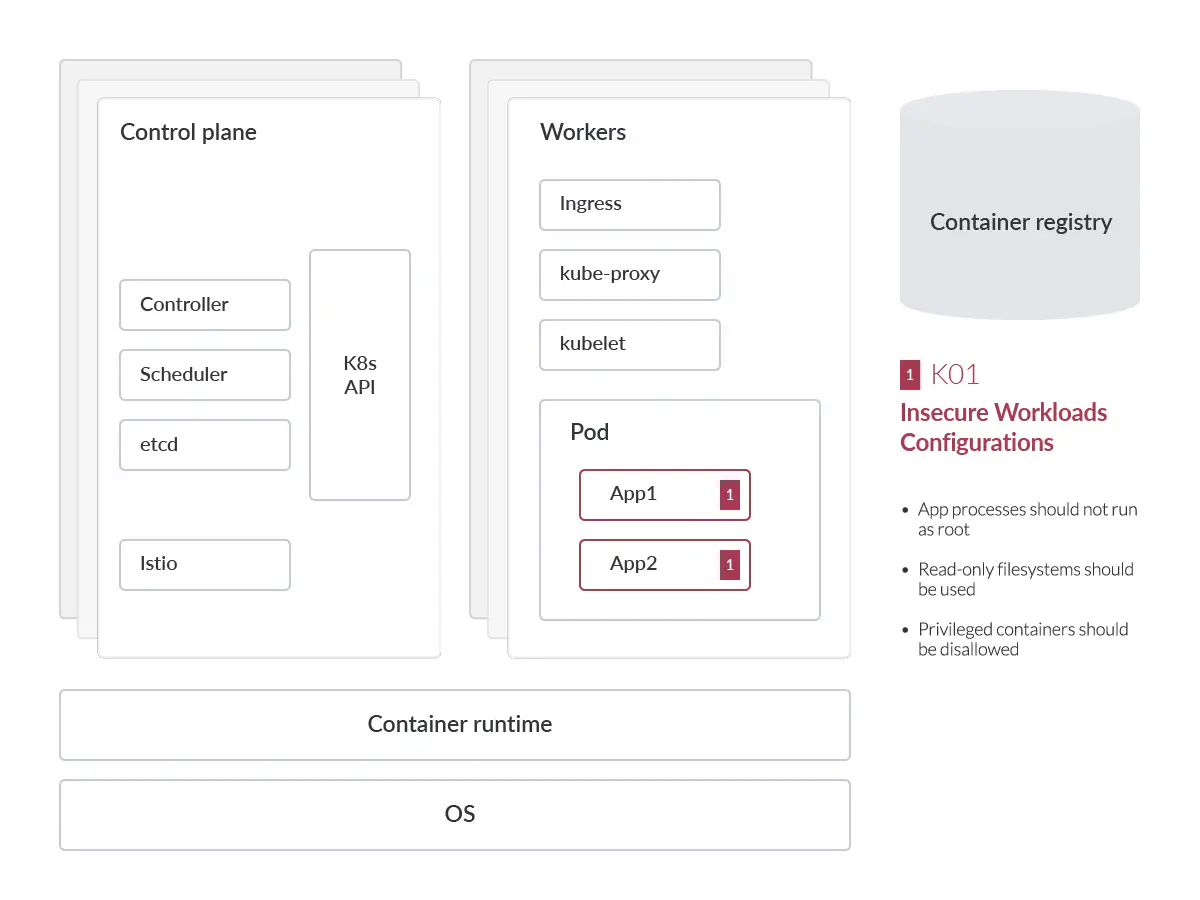 Control plane
Controller
Scheduler
etcd
Istio
K8s
API
Workers
Ingress
kube-proxy
kubelet
Pod
App1
1
App2
1
Container registry
1 K01
Insecure Workloads
Configurations
• App processes should not run
as root
• Read-only filesystems should
be used
• Privileged containers should
be disallowed
Container runtime
OS